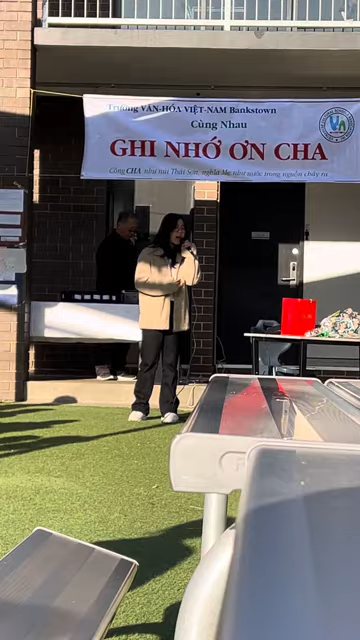 Trường VĂN-HÓA VIỆT-NAM Bankstown
Cùng Nhau
GHI NHỚ ƠN CHA
Công CHA như núi Thái Sơn, nghĩa Mẹ như nước trong nguồn chảy ra